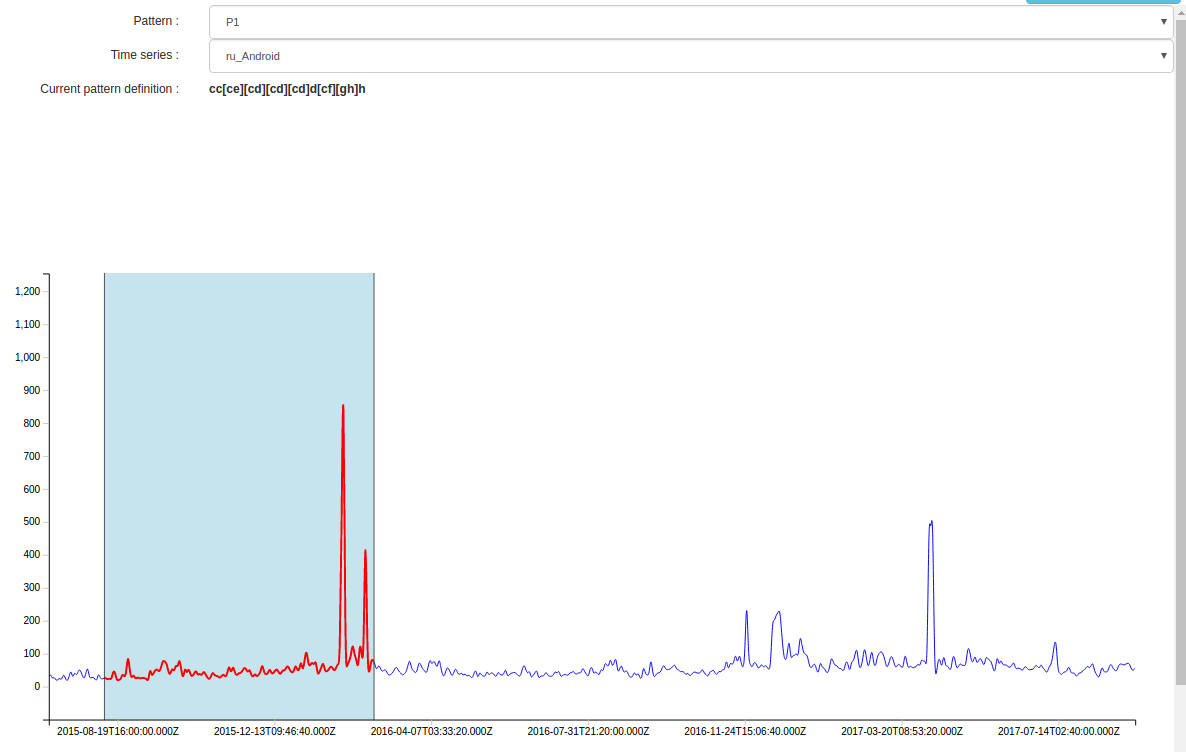 Pattern :
P1
Time series :
ru_Android
Current pattern definition :
cc[ce][cd][cd][cd]d[cf][gh]h
1,200
1,100
1,000
900
800
700
600
500
400
300
200
100
0
2015-08-19T16:00:00.000Z
2015-12-13T09:46:40.000Z
2016-04-07T03:33:20.000Z
2016-07-31T21:20:00.000Z
2016-11-24T15:06:40.000Z
2017-03-20T08:53:20.000Z
2017-07-14T02:40:00.000Z